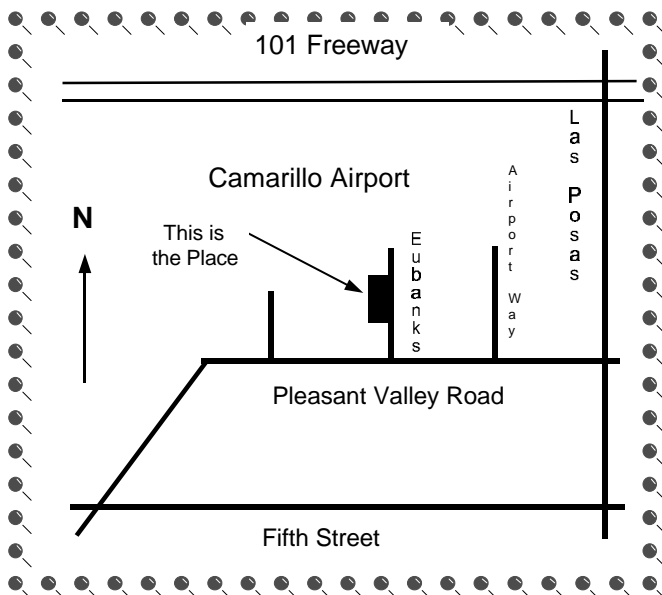 101 Freeway
Las Posas
Camarillo Airport
Airport Way
N
This is
the Place
Eubanks
Pleasant Valley Road
Fifth Street